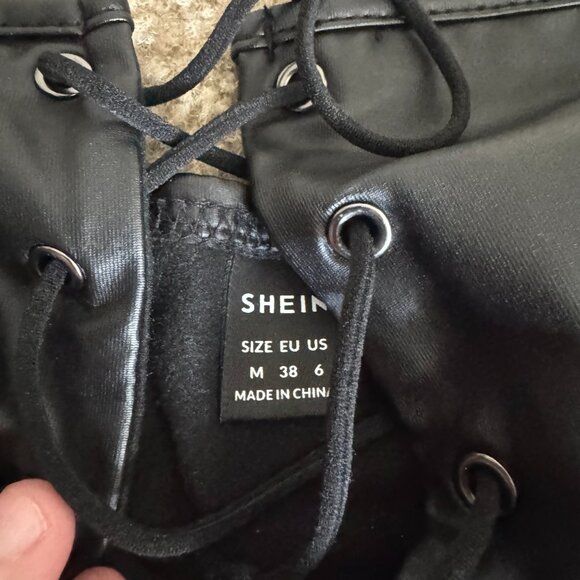 SHEIN
SIZE EU US
M 38 6
MADE IN CHINA